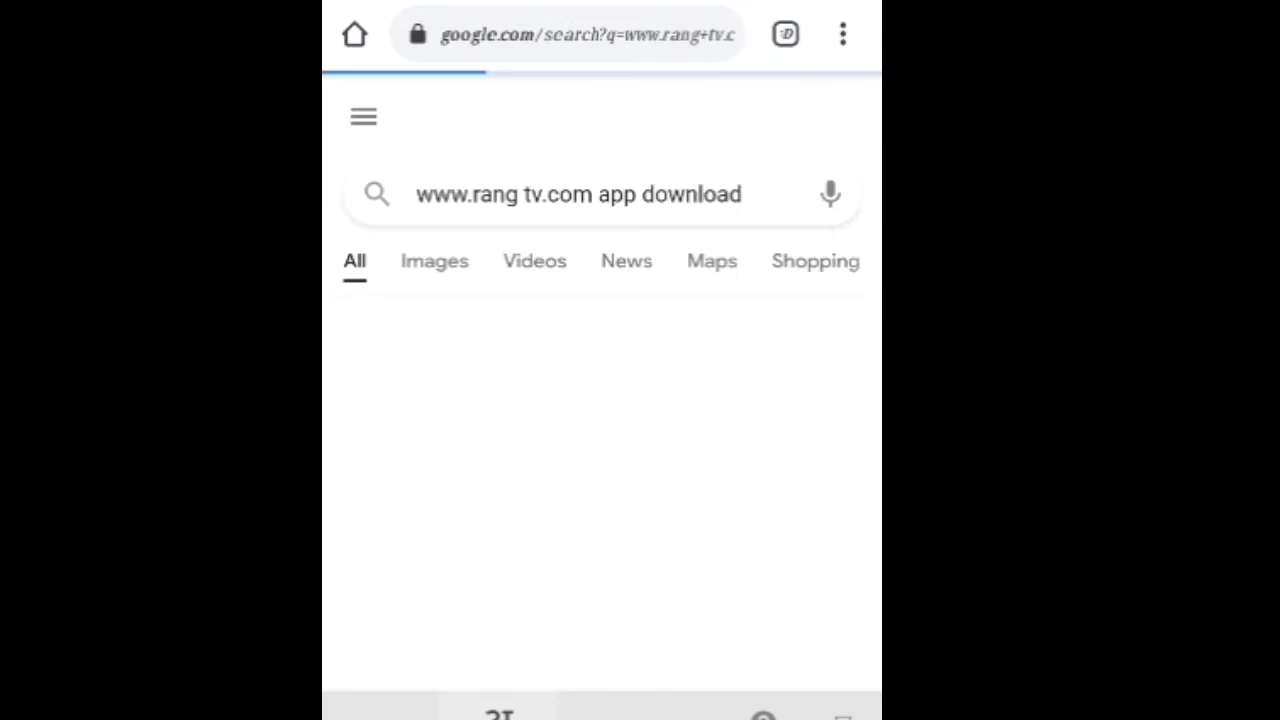 google.com/search?q=www.rang+tv.c
:D
www.rang tv.com app download
All Images Videos News Maps Shopping